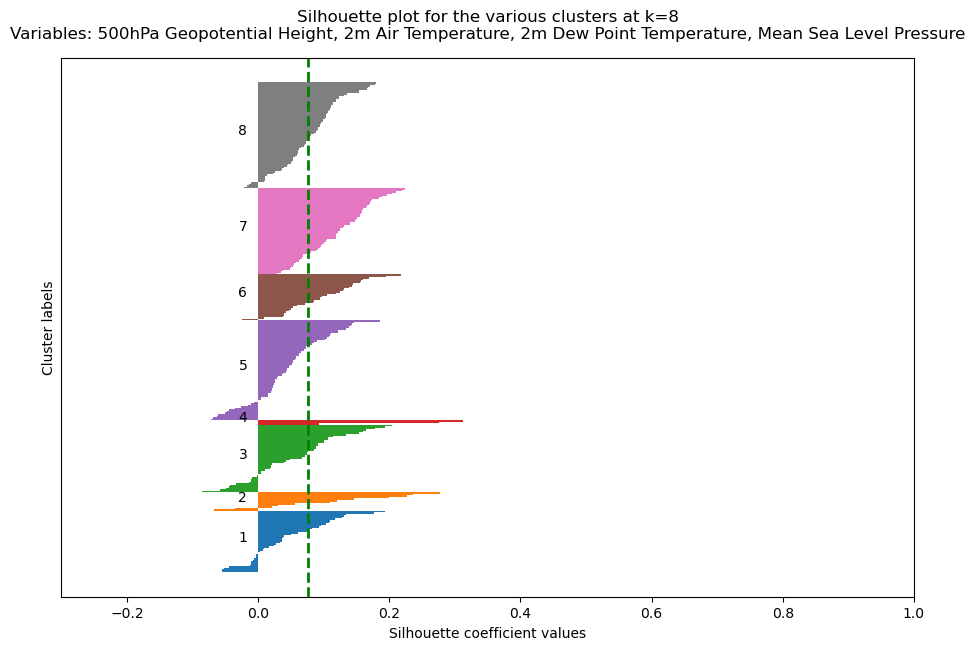 Silhouette plot for the various clusters at k=8
Variables: 500hPa Geopotential Height, 2m Air Temperature, 2m Dew Point Temperature, Mean Sea Level Pressure
Cluster labels
8
7
6
5
4
3
2
1
−0.2 0.0 0.2 0.4 0.6 0.8 1.0
Silhouette coefficient values